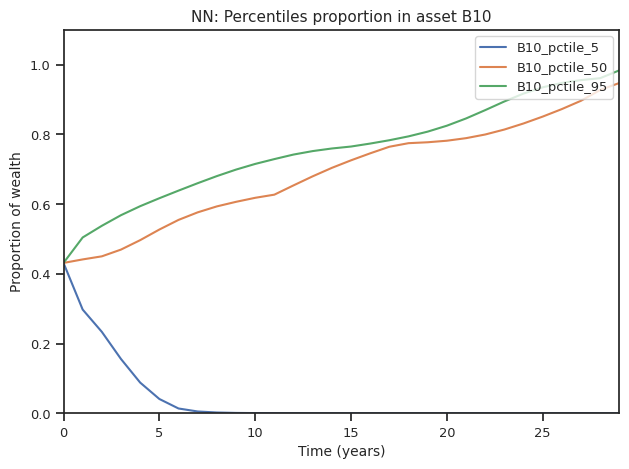 NN: Percentiles proportion in asset B10
B10_pctile_5
B10_pctile_50
B10_pctile_95
Proportion of wealth
1.0
0.8
0.6
0.4
0.2
0.0
0 5 10 15 20 25
Time (years)